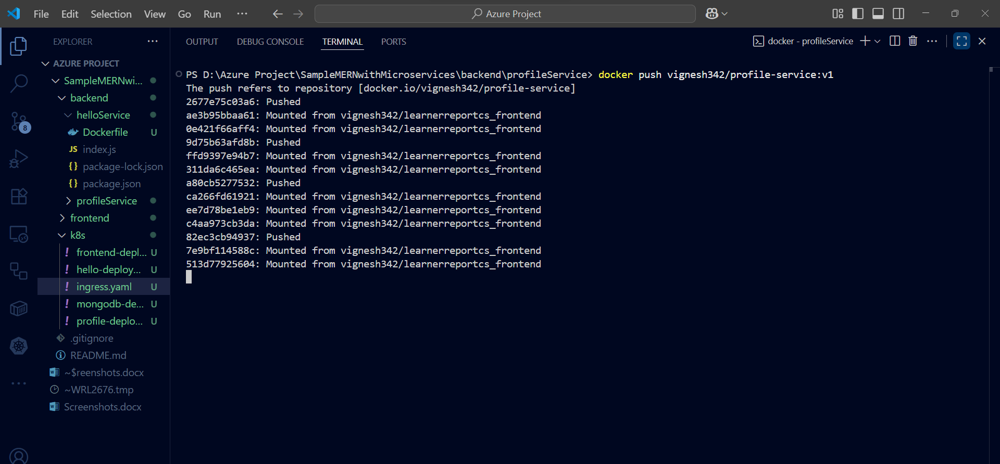 File Edit Selection View Go Run ··· Azure Project
EXPLORER ···
OUTPUT DEBUG CONSOLE TERMINAL PORTS docker - profileService
AZURE PROJECT
SampleMERNwi...
backend
helloService
Dockerfile U
JS index.js
{} package-lock.json
{} package.json
profileService
frontend
k8s
! frontend-depl... U
! hello-deploy... U
! ingress.yaml U
! mongodb-de... U
! profile-deplo... U
.gitignore
README.md
~$reenshots.docx
~WRL2676.tmp
Screenshots.docx
8
PS D:\Azure Project\SampleMERNwithMicroservices\backend\profileService> docker push vignesh342/profile-service:v1
The push refers to repository [docker.io/vignesh342/profile-service]
2677e75c03a6: Pushed
ae3b95bbaa61: Mounted from vignesh342/learnerreportcs_frontend
0e421f66aff4: Mounted from vignesh342/learnerreportcs_frontend
9d75b63afd8b: Pushed
ffd9397e94b7: Mounted from vignesh342/learnerreportcs_frontend
311da6c465ea: Mounted from vignesh342/learnerreportcs_frontend
a80cb5277532: Pushed
ca266fd61921: Mounted from vignesh342/learnerreportcs_frontend
ee7d78be1eb9: Mounted from vignesh342/learnerreportcs_frontend
c4aa973cb3da: Mounted from vignesh342/learnerreportcs_frontend
82ec3cb94937: Pushed
7e9bf114588c: Mounted from vignesh342/learnerreportcs_frontend
513d77925604: Mounted from vignesh342/learnerreportcs_frontend